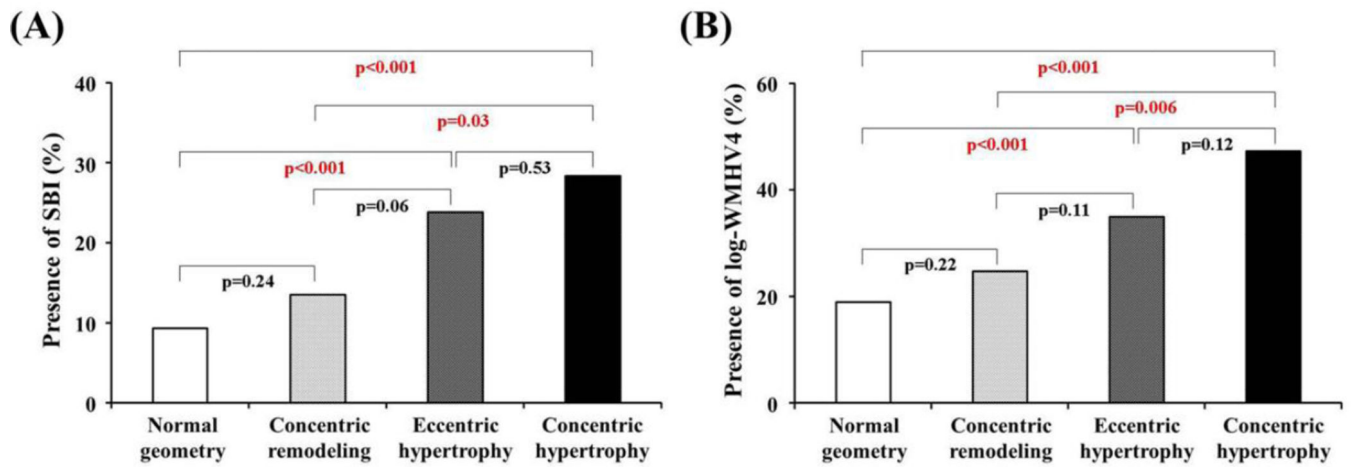 (A)
Presence of SBI (%)
40
30
20
10
0
p<0.001
p=0.03
p<0.001
p=0.53
p=0.06
p=0.24
Normal
geometry
Concentric
remodeling
Eccentric
hypertrophy
Concentric
hypertrophy
(B)
Presence of log-WMHV4 (%)
60
40
20
0
p<0.001
p=0.006
p<0.001
p=0.12
p=0.11
p=0.22
Normal
geometry
Concentric
remodeling
Eccentric
hypertrophy
Concentric
hypertrophy